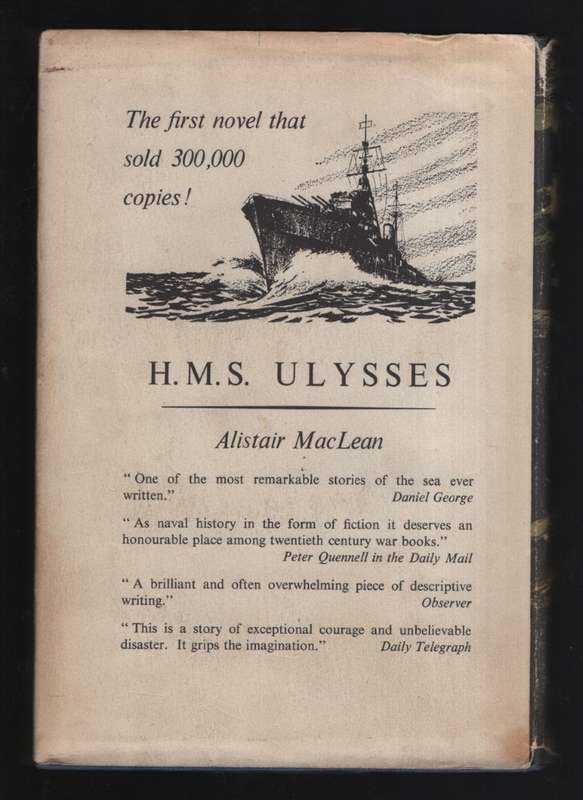 The first novel that
sold 300,000
copies!
H.M.S. ULYSSES
Alistair MacLean
“ One of the most remarkable stories of the sea ever
written.” Daniel George
“ As naval history in the form of fiction it deserves an
honourable place among twentieth century war books.”
Peter Quennell in the Daily Mail
“ A brilliant and often overwhelming piece of descriptive
writing.” Observer
“ This is a story of exceptional courage and unbelievable
disaster. It grips the imagination.” Daily Telegraph